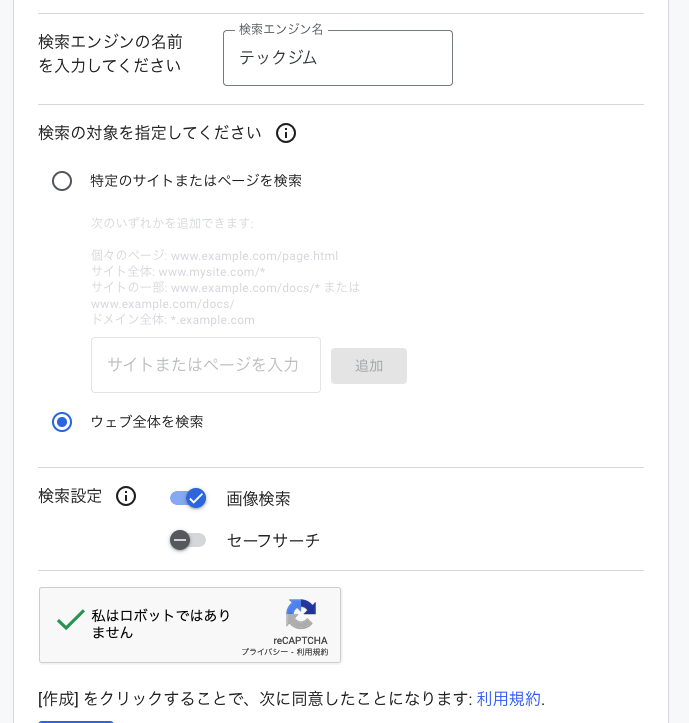 検索エンジンの名前
を入力してください
検索エンジン名
テックジム
検索の対象を指定してください
特定のサイトまたはページを検索
次のいずれかを追加できます:
個々のページ: www.example.com/page.html
サイト全体: www.mysite.com/*
サイトの一部: www.example.com/docs/* または
www.example.com/docs/
ドメイン全体: *.example.com
サイトまたはページを入力
追加
ウェブ全体を検索
検索設定
画像検索
セーフサーチ
私はロボットではあり
ません
reCAPTCHA
プライバシー - 利用規約
[作成] をクリックすることで、次に同意したことになります: 利用規約.